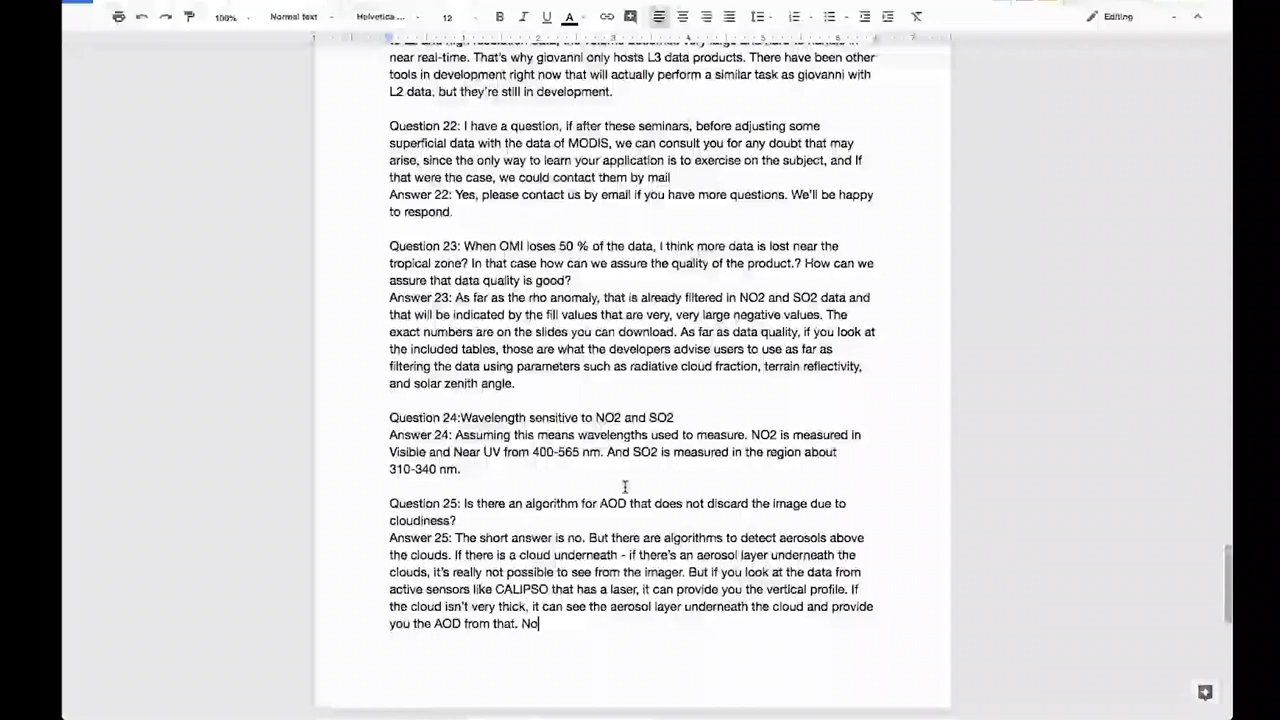 100%
Normal text
Helvetica ...
12
B I U A
Editing
1 2 3 4 5 6 7
near real-time. That's why giovanni only hosts L3 data products. There have been other
tools in development right now that will actually perform a similar task as giovanni with
L2 data, but they're still in development.
Question 22: I have a question, if after these seminars, before adjusting some
superficial data with the data of MODIS, we can consult you for any doubt that may
arise, since the only way to learn your application is to exercise on the subject, and If
that were the case, we could contact them by mail
Answer 22: Yes, please contact us by email if you have more questions. We'll be happy
to respond.
Question 23: When OMI loses 50 % of the data, I think more data is lost near the
tropical zone? In that case how can we assure the quality of the product.? How can we
assure that data quality is good?
Answer 23: As far as the rho anomaly, that is already filtered in NO2 and SO2 data and
that will be indicated by the fill values that are very, very large negative values. The
exact numbers are on the slides you can download. As far as data quality, if you look at
the included tables, those are what the developers advise users to use as far as
filtering the data using parameters such as radiative cloud fraction, terrain reflectivity,
and solar zenith angle.
Question 24:Wavelength sensitive to NO2 and SO2
Answer 24: Assuming this means wavelengths used to measure. NO2 is measured in
Visible and Near UV from 400-565 nm. And SO2 is measured in the region about
310-340 nm.
Question 25: Is there an algorithm for AOD that does not discard the image due to
cloudiness?
Answer 25: The short answer is no. But there are algorithms to detect aerosols above
the clouds. If there is a cloud underneath - if there's an aerosol layer underneath the
clouds, it's really not possible to see from the imager. But if you look at the data from
active sensors like CALIPSO that has a laser, it can provide you the vertical profile. If
the cloud isn't very thick, it can see the aerosol layer underneath the cloud and provide
you the AOD from that. No